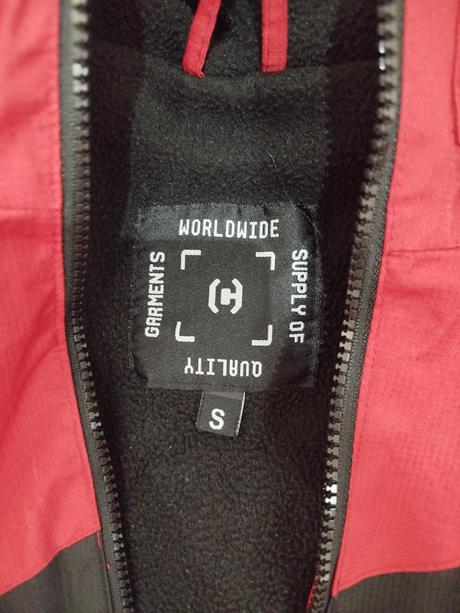 WORLDWIDE
SUPPLY OF
QUALITY
GARMENTS
S